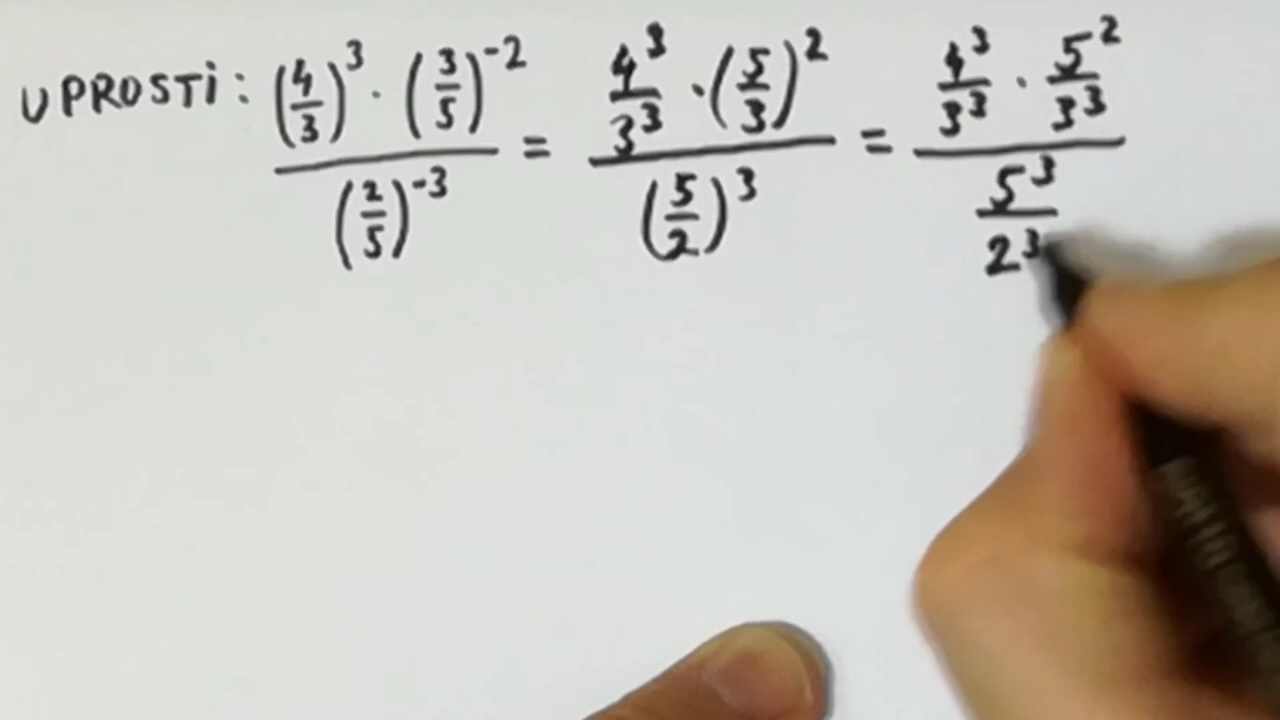 UPROSTI: ((4/3)^3 · (3/5)^-2) / (2/5)^-3 = (4^3/3^3 · (5/3)^2) / (5/2)^3 = (4^3/3^3 · 5^2/3^3) / (5^3/2^3)